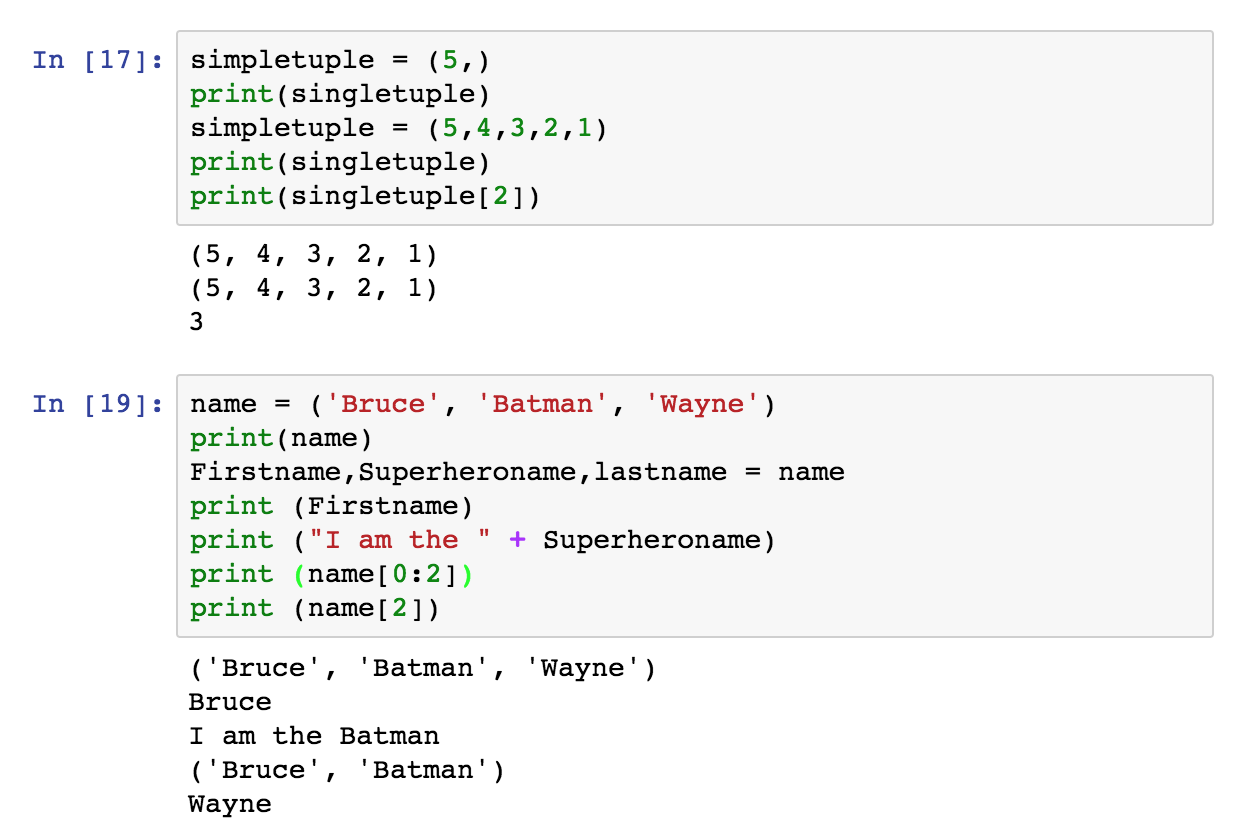 In [17]: simpletuple = (5,)
print(singletuple)
simpletuple = (5,4,3,2,1)
print(singletuple)
print(singletuple[2])
(5, 4, 3, 2, 1)
(5, 4, 3, 2, 1)
3
In [19]: name = ('Bruce', 'Batman', 'Wayne')
print(name)
Firstname,Superheroname,lastname = name
print (Firstname)
print ("I am the " + Superheroname)
print (name[0:2])
print (name[2])
('Bruce', 'Batman', 'Wayne')
Bruce
I am the Batman
('Bruce', 'Batman')
Wayne